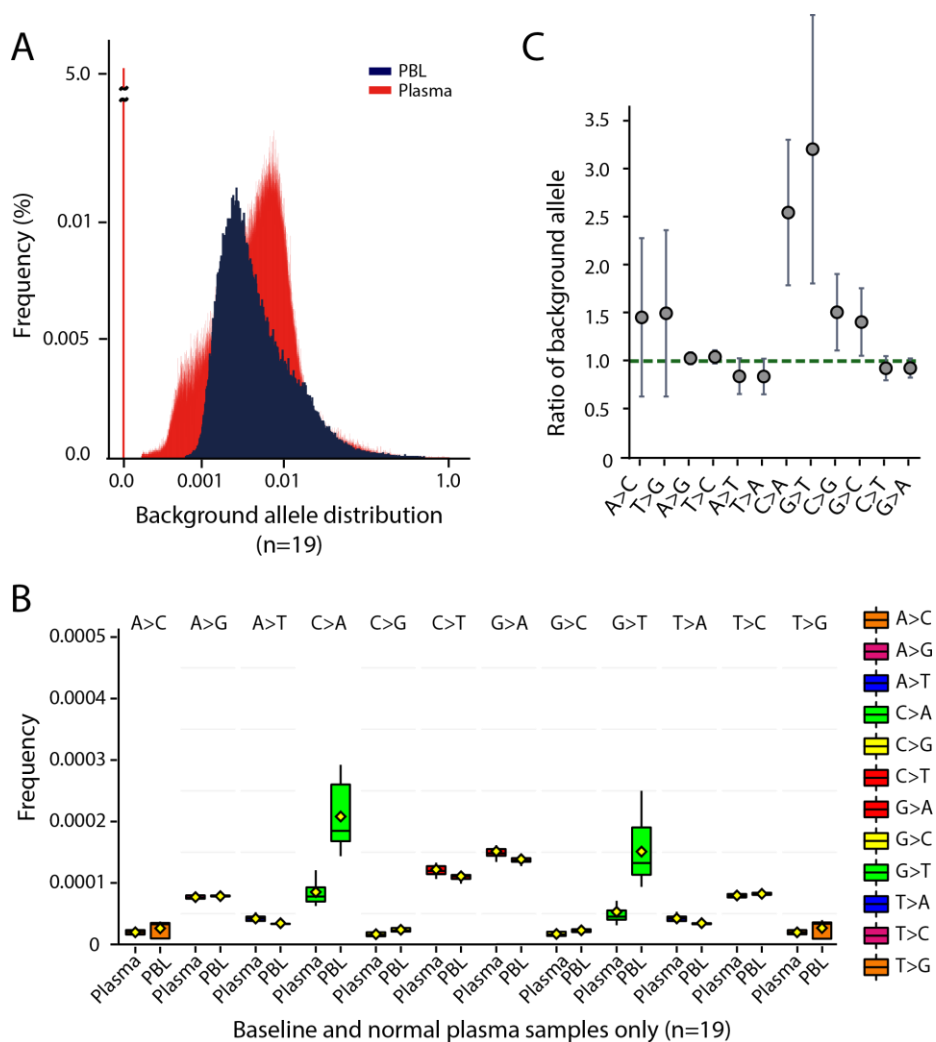 A
C
5.0
0.01
0.005
0.0
Frequency (%)
PBL
Plasma
0.0
0.001
0.01
1.0
Background allele distribution
(n=19)
3.5
3.0
2.5
2.0
1.5
1.0
0.5
0
Ratio of background allele
A>C
T>G
A>G
T>C
A>T
T>A
C>A
G>T
C>G
G>C
C>T
G>A
B
A>C A>G A>T C>A C>G C>T G>A G>C G>T T>A T>C T>G
0.0005
0.0004
0.0003
0.0002
0.0001
0
Frequency
Plasma PBL Plasma PBL Plasma PBL Plasma PBL Plasma PBL Plasma PBL Plasma PBL Plasma PBL Plasma PBL Plasma PBL Plasma PBL Plasma PBL
Baseline and normal plasma samples only (n=19)
A>C
A>G
A>T
C>A
C>G
C>T
G>A
G>C
G>T
T>A
T>C
T>G